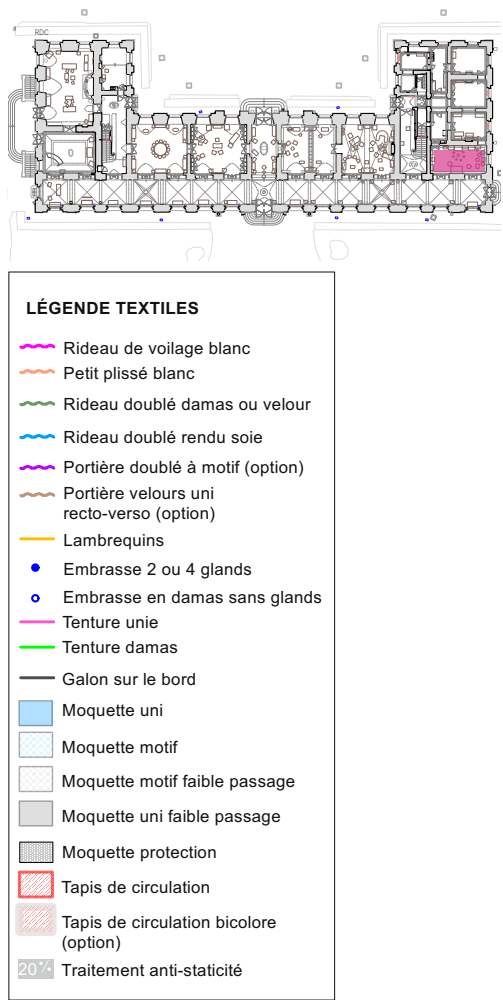 RDC
LÉGENDE TEXTILES
Rideau de voilage blanc
Petit plissé blanc
Rideau doublé damas ou velour
Rideau doublé rendu soie
Portière doublé à motif (option)
Portière velours uni
recto-verso (option)
Lambrequins
Embrasse 2 ou 4 glands
Embrasse en damas sans glands
Tenture unie
Tenture damas
Galon sur le bord
Moquette uni
Moquette motif
Moquette motif faible passage
Moquette uni faible passage
Moquette protection
Tapis de circulation
Tapis de circulation bicolore
(option)
Traitement anti-staticité